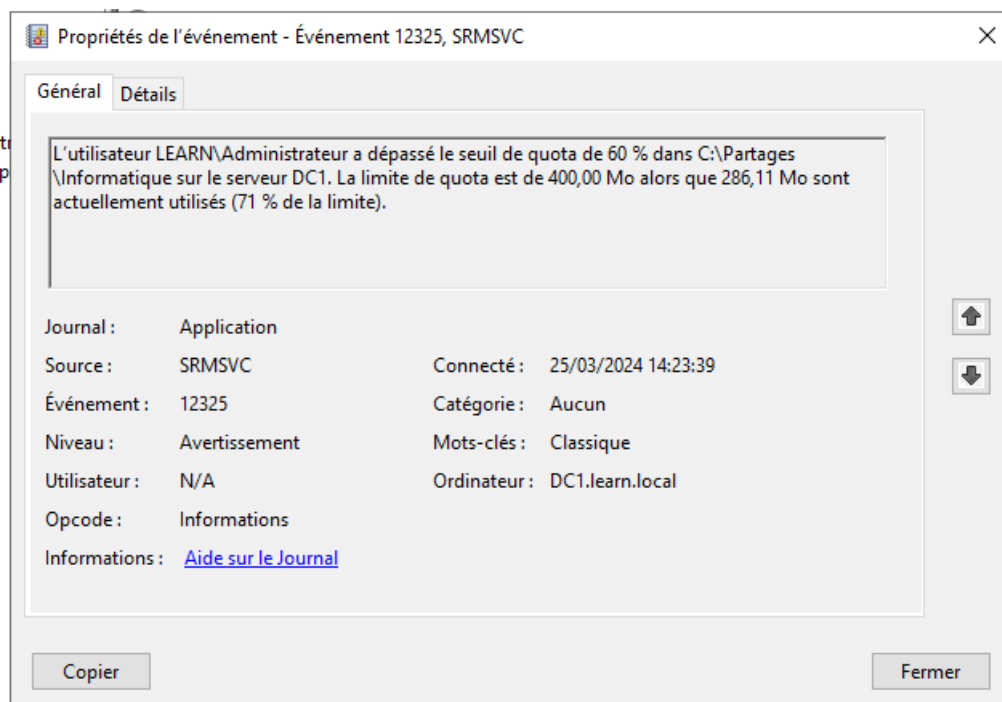 Propriétés de l'événement - Événement 12325, SRMSVC
Général Détails
L'utilisateur LEARN\Administrateur a dépassé le seuil de quota de 60 % dans C:\Partages
\Informatique sur le serveur DC1. La limite de quota est de 400,00 Mo alors que 286,11 Mo sont
actuellement utilisés (71 % de la limite).
Journal : Application
Source : SRMSVC Connecté : 25/03/2024 14:23:39
Événement : 12325 Catégorie : Aucun
Niveau : Avertissement Mots-clés : Classique
Utilisateur : N/A Ordinateur : DC1.learn.local
Opcode : Informations
Informations : Aide sur le Journal
Copier Fermer